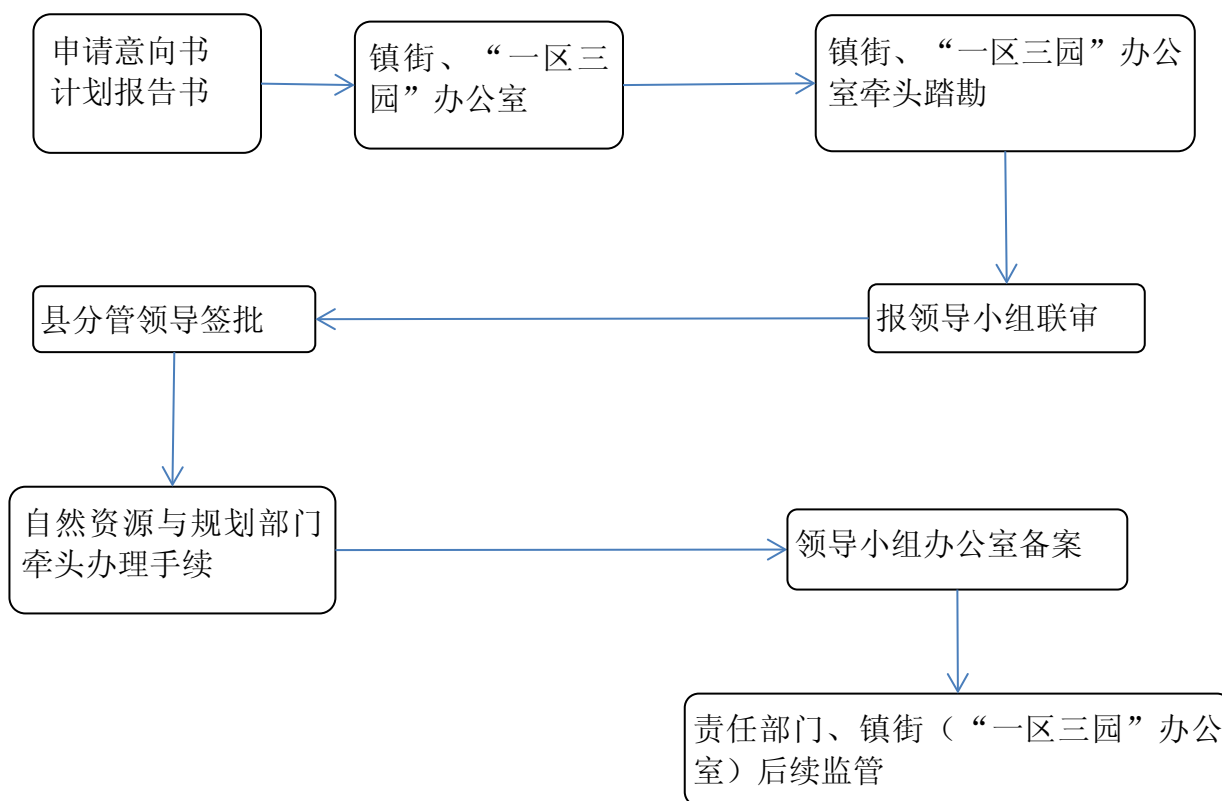 申请意向书
计划报告书
镇街、“一区三
园”办公室
镇街、“一区三园”办公
室牵头踏勘
报领导小组联审
县分管领导签批
自然资源与规划部门
牵头办理手续
领导小组办公室备案
责任部门、镇街（“一区三园”办公
室）后续监管